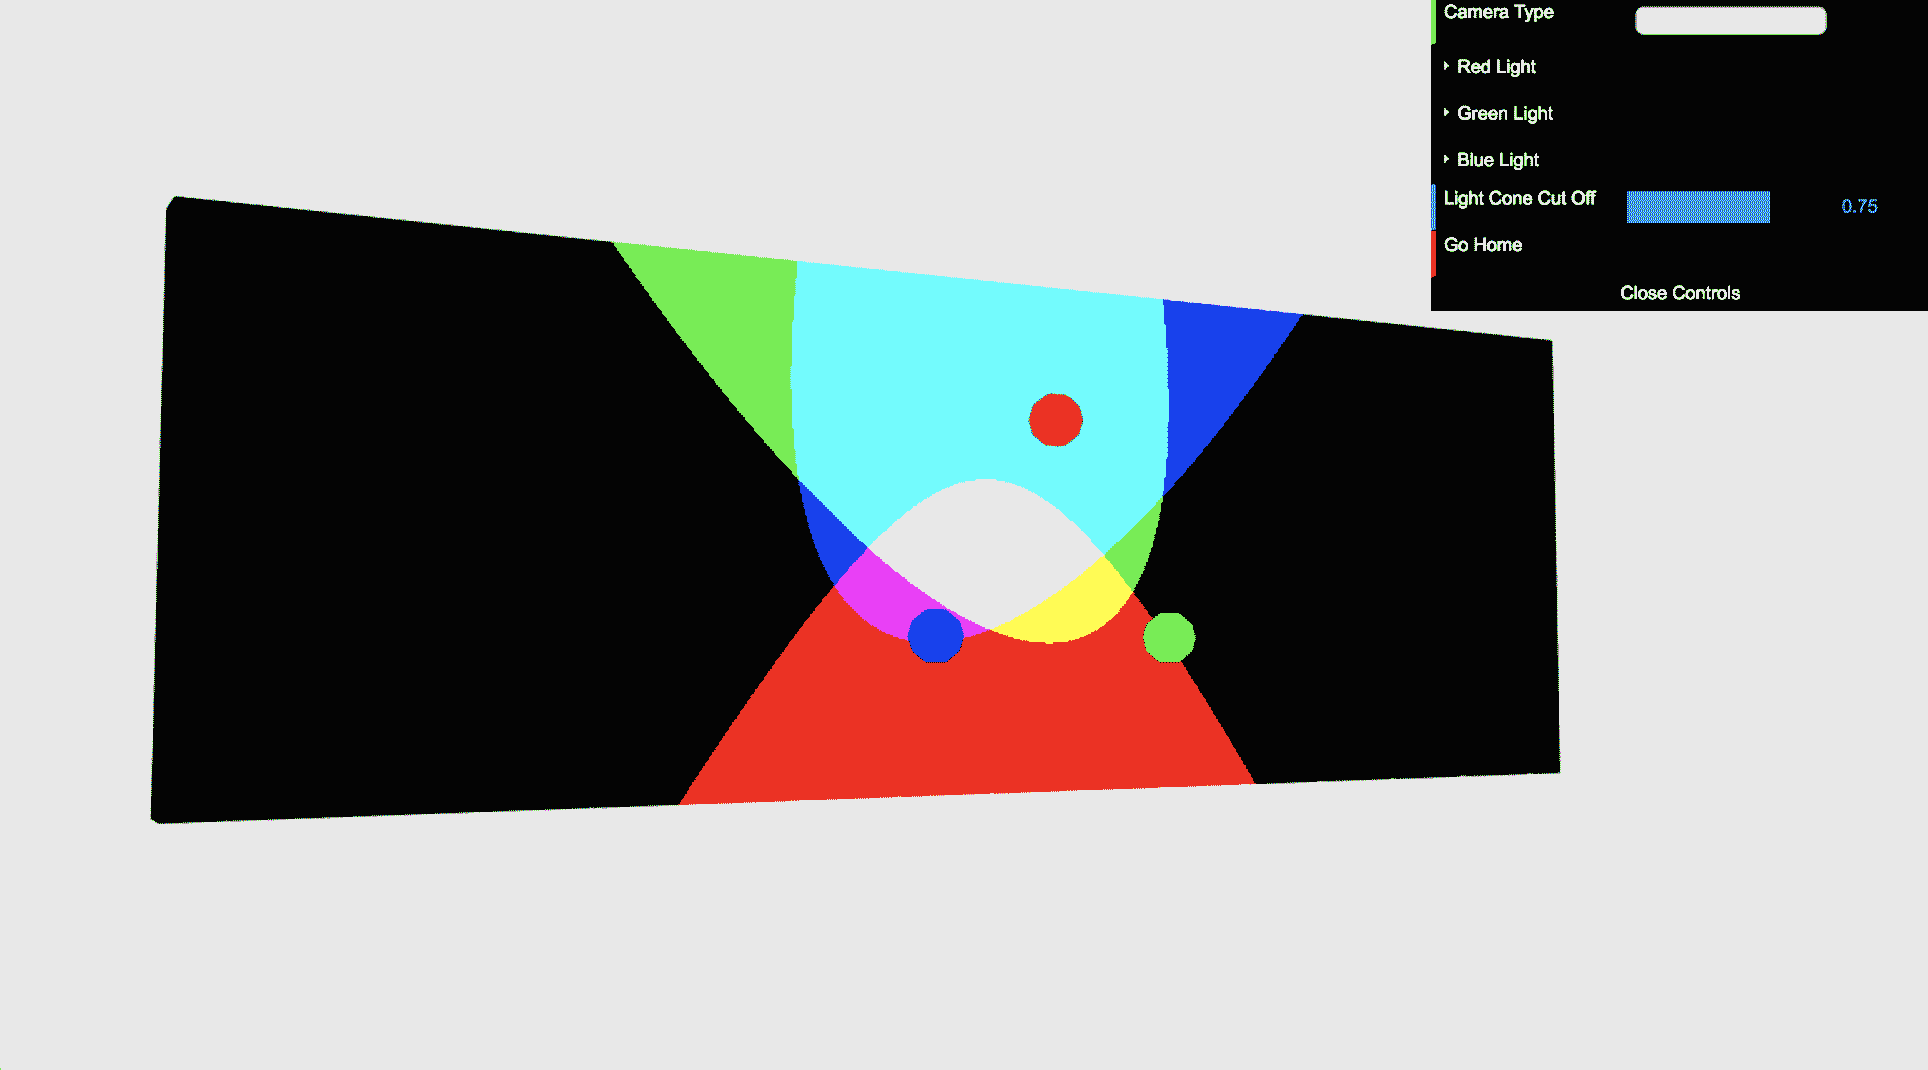 Camera Type
Red Light
Green Light
Blue Light
Light Cone Cut Off 0.75
Go Home
Close Controls